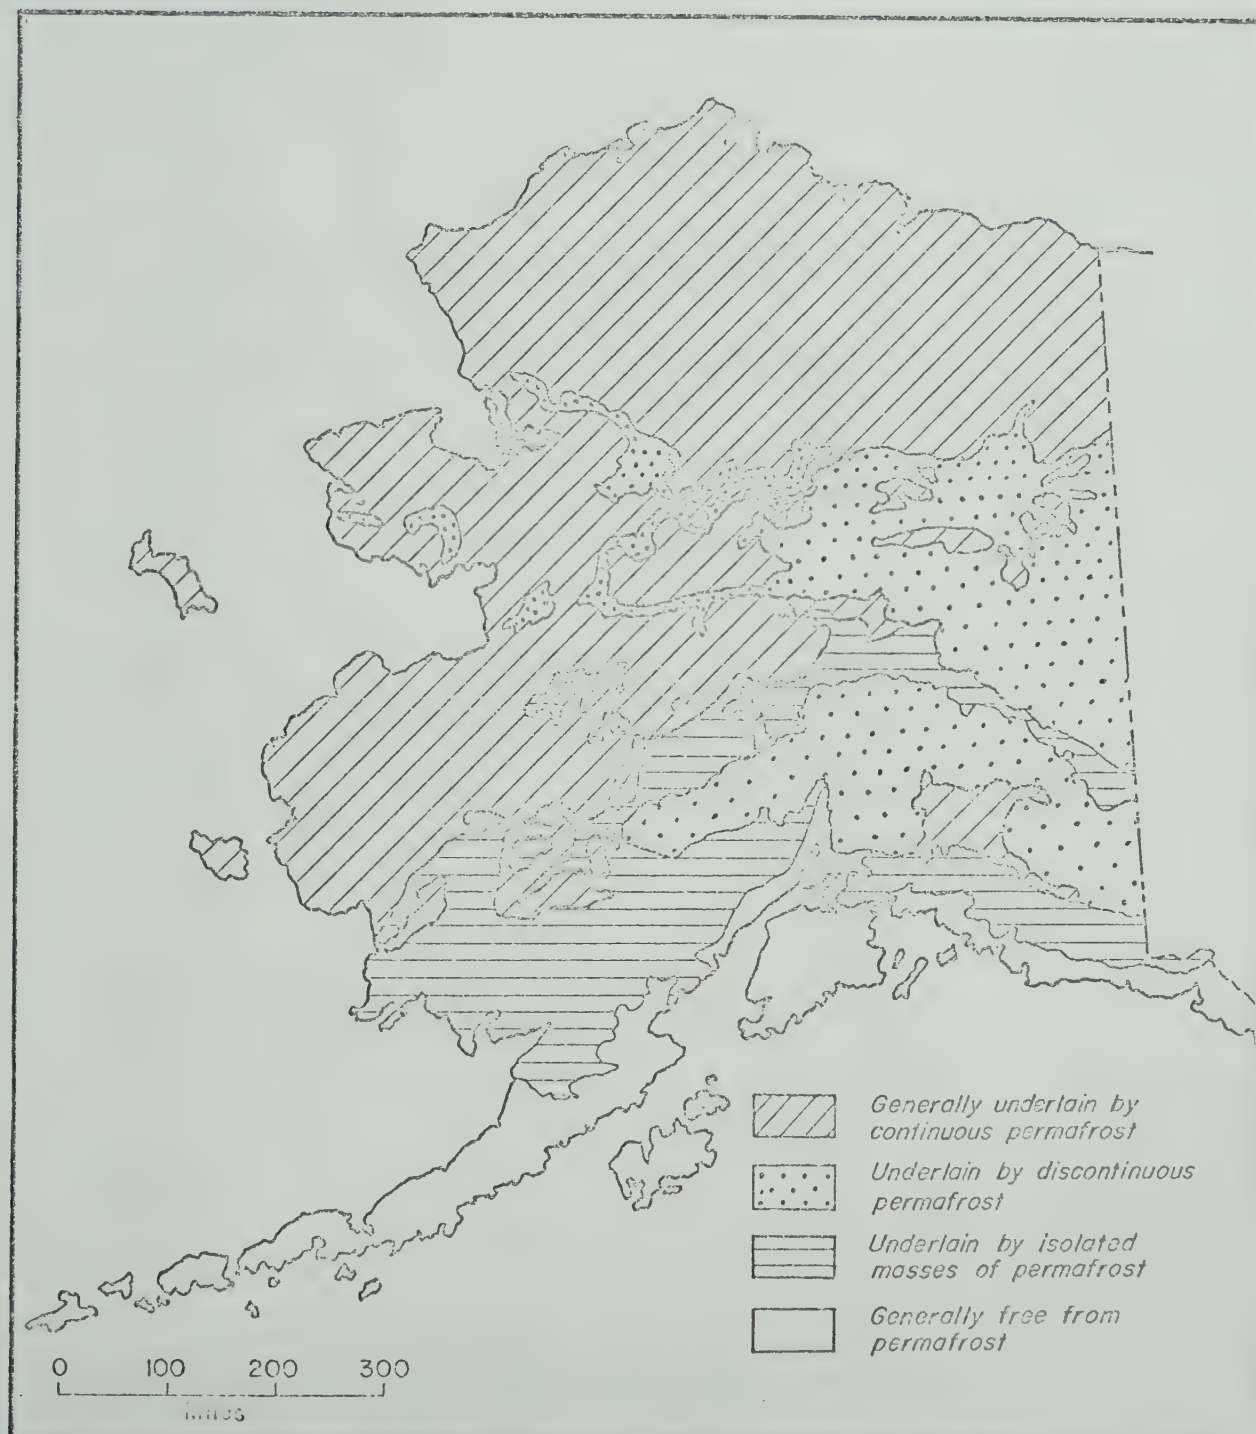 Generally underlain by
continuous permafrost
Underlain by discontinuous
permafrost
Underlain by isolated
masses of permafrost
Generally free from
permafrost
0 100 200 300